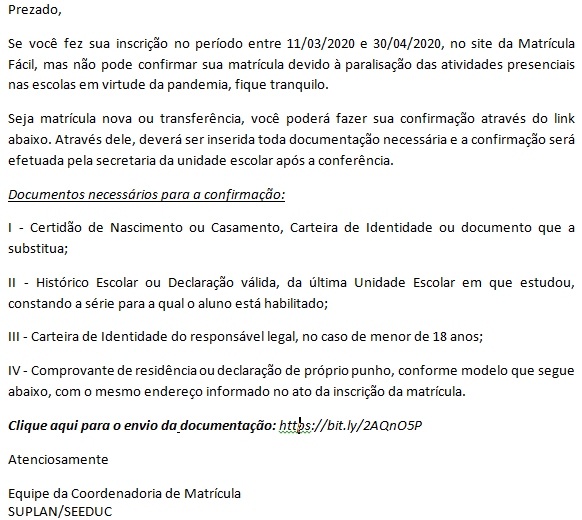 Prezado,
Se você fez sua inscrição no período entre 11/03/2020 e 30/04/2020, no site da Matrícula
Fácil, mas não pode confirmar sua matrícula devido à paralisação das atividades presenciais
nas escolas em virtude da pandemia, fique tranquilo.
Seja matrícula nova ou transferência, você poderá fazer sua confirmação através do link
abaixo. Através dele, deverá ser inserida toda documentação necessária e a confirmação será
efetuada pela secretaria da unidade escolar após a conferência.
Documentos necessários para a confirmação:
I - Certidão de Nascimento ou Casamento, Carteira de Identidade ou documento que a
substitua;
II - Histórico Escolar ou Declaração válida, da última Unidade Escolar em que estudou,
constando a série para a qual o aluno está habilitado;
III - Carteira de Identidade do responsável legal, no caso de menor de 18 anos;
IV - Comprovante de residência ou declaração de próprio punho, conforme modelo que segue
abaixo, com o mesmo endereço informado no ato da inscrição da matrícula.
Clique aqui para o envio da documentação: https://bit.ly/2AQnO5P
Atenciosamente
Equipe da Coordenadoria de Matrícula
SUPLAN/SEEDUC